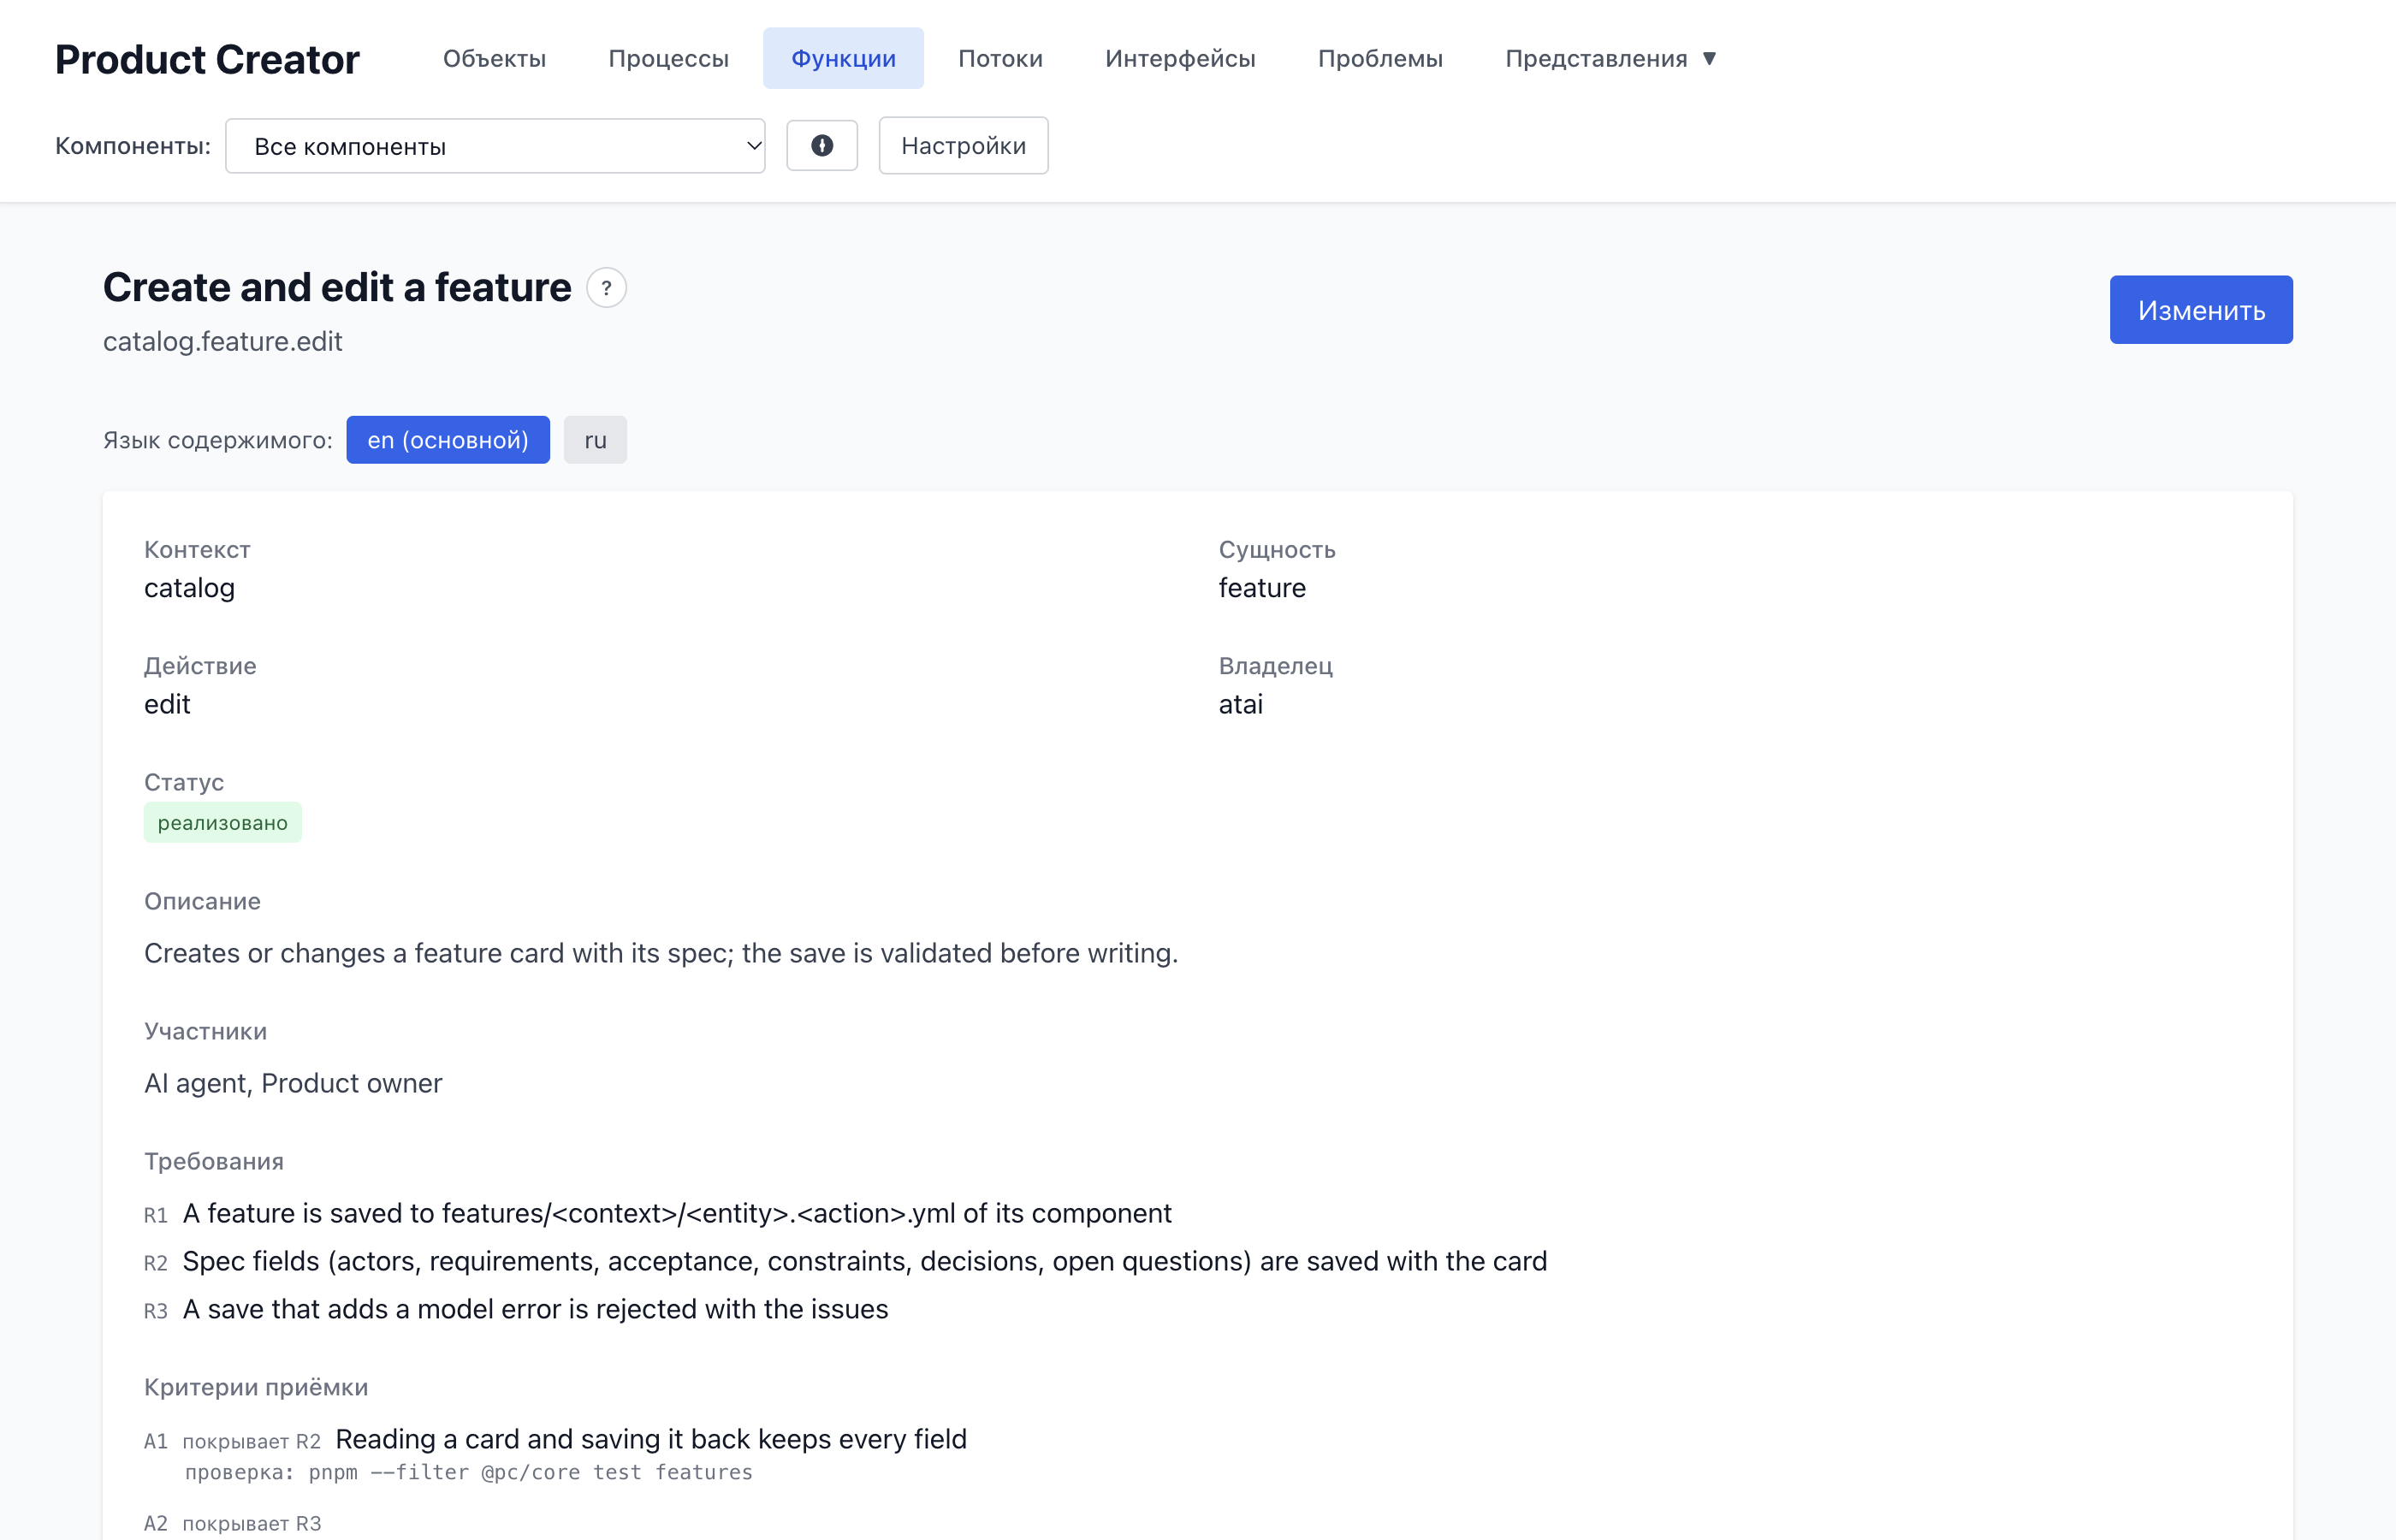 Product Creator Объекты Процессы Функции Потоки Интерфейсы Проблемы Представления ▼
Компоненты: Все компоненты Настройки
Create and edit a feature ?
catalog.feature.edit
Изменить
Язык содержимого: en (основной) ru
Контекст Сущность
catalog feature
Действие Владелец
edit atai
Статус
реализовано
Описание
Creates or changes a feature card with its spec; the save is validated before writing.
Участники
AI agent, Product owner
Требования
R1 A feature is saved to features/<context>/<entity>.<action>.yml of its component
R2 Spec fields (actors, requirements, acceptance, constraints, decisions, open questions) are saved with the card
R3 A save that adds a model error is rejected with the issues
Критерии приёмки
A1 покрывает R2 Reading a card and saving it back keeps every field
проверка: pnpm --filter @pc/core test features
A2 покрывает R3